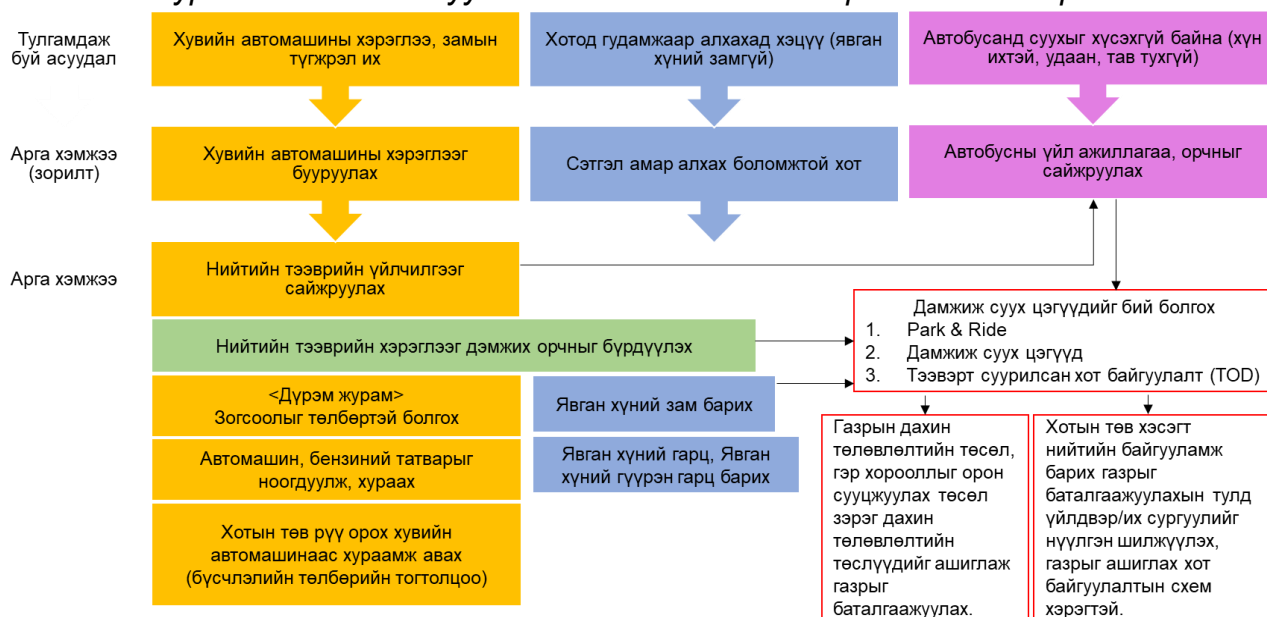 Тулгамдаж
буй асуудал
Хувийн автомашины хэрэглээ, замын
түгжрэл их
Хотод гудамжаар алхахад хэцүү (явган
хүний замгүй)
Автобусанд суухыг хүсэхгүй байна (хүн
ихтэй, удаан, тав тухгүй)
Арга хэмжээ
(зорилт)
Хувийн автомашины хэрэглээг
бууруулах
Сэтгэл амар алхах боломжтой хот
Автобусны үйл ажиллагаа, орчныг
сайжруулах
Арга хэмжээ
Нийтийн тээврийн үйлчилгээг
сайжруулах
Нийтийн тээврийн хэрэглээг дэмжих орчныг бүрдүүлэх
Дамжиж суух цэгүүдийг бий болгох
1. Park & Ride
2. Дамжиж суух цэгүүд
3. Тээвэрт суурилсан хот байгуулалт (TOD)
<Дүрэм журам>
Зогсоолыг төлбөртэй болгох
Явган хүний зам барих
Автомашин, бензиний татварыг
ногдуулж, хураах
Явган хүний гарц, Явган
хүний гүүрэн гарц барих
Хотын төв рүү орох хувийн
автомашинаас хураамж авах
(бүсчлэлийн төлбөрийн тогтолцоо)
Газрын дахин
төлөвлөлтийн төсөл,
гэр хорооллыг орон
сууцжуулах төсөл
зэрэг дахин
төлөвлөлтийн
төслүүдийг ашиглаж
газрыг
баталгаажуулах.
Хотын төв хэсэгт
нийтийн байгууламж
барих газрыг
баталгаажуулахын тулд
үйлдвэр/их сургуулийг
нүүлгэн шилжүүлэх,
газрыг ашиглах хот
байгуулалтын схем
хэрэгтэй.